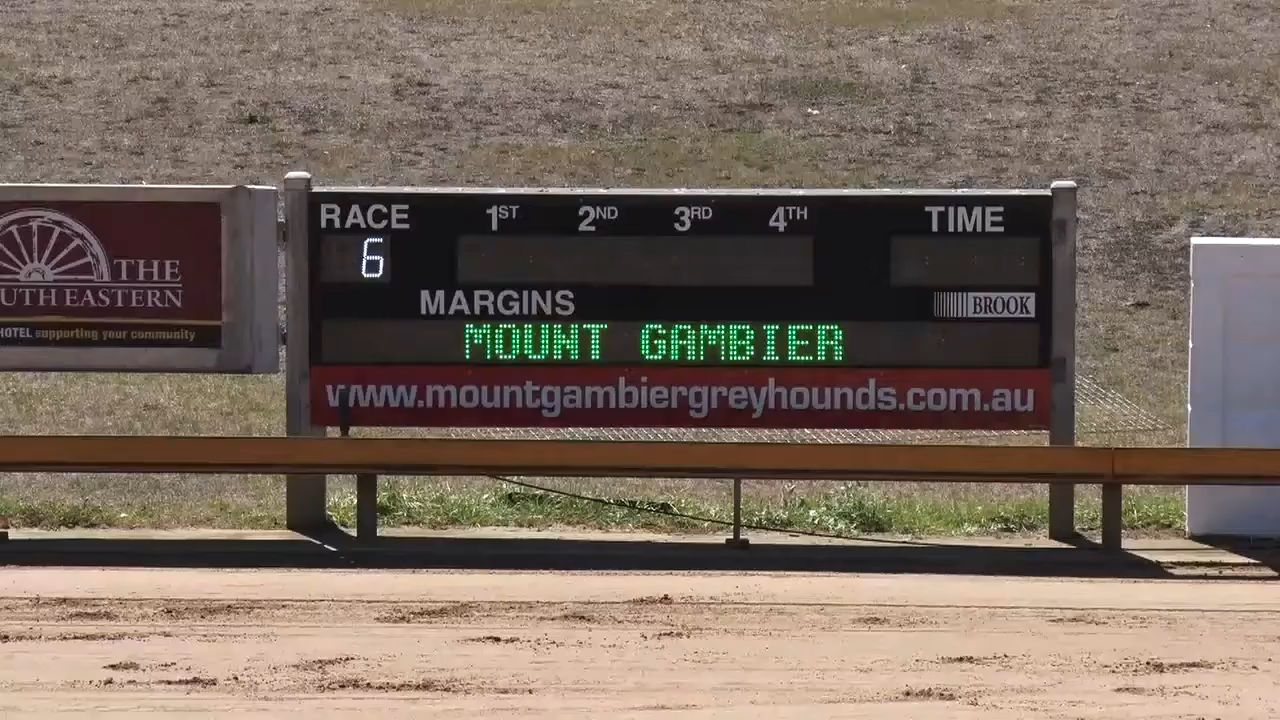 THE
UTH EASTERN
HOTEL supporting your community
RACE 1ST 2ND 3RD 4TH TIME
6
MARGINS BROOK
MOUNT GAMBIER
www.mountgambiergreyhounds.com.au